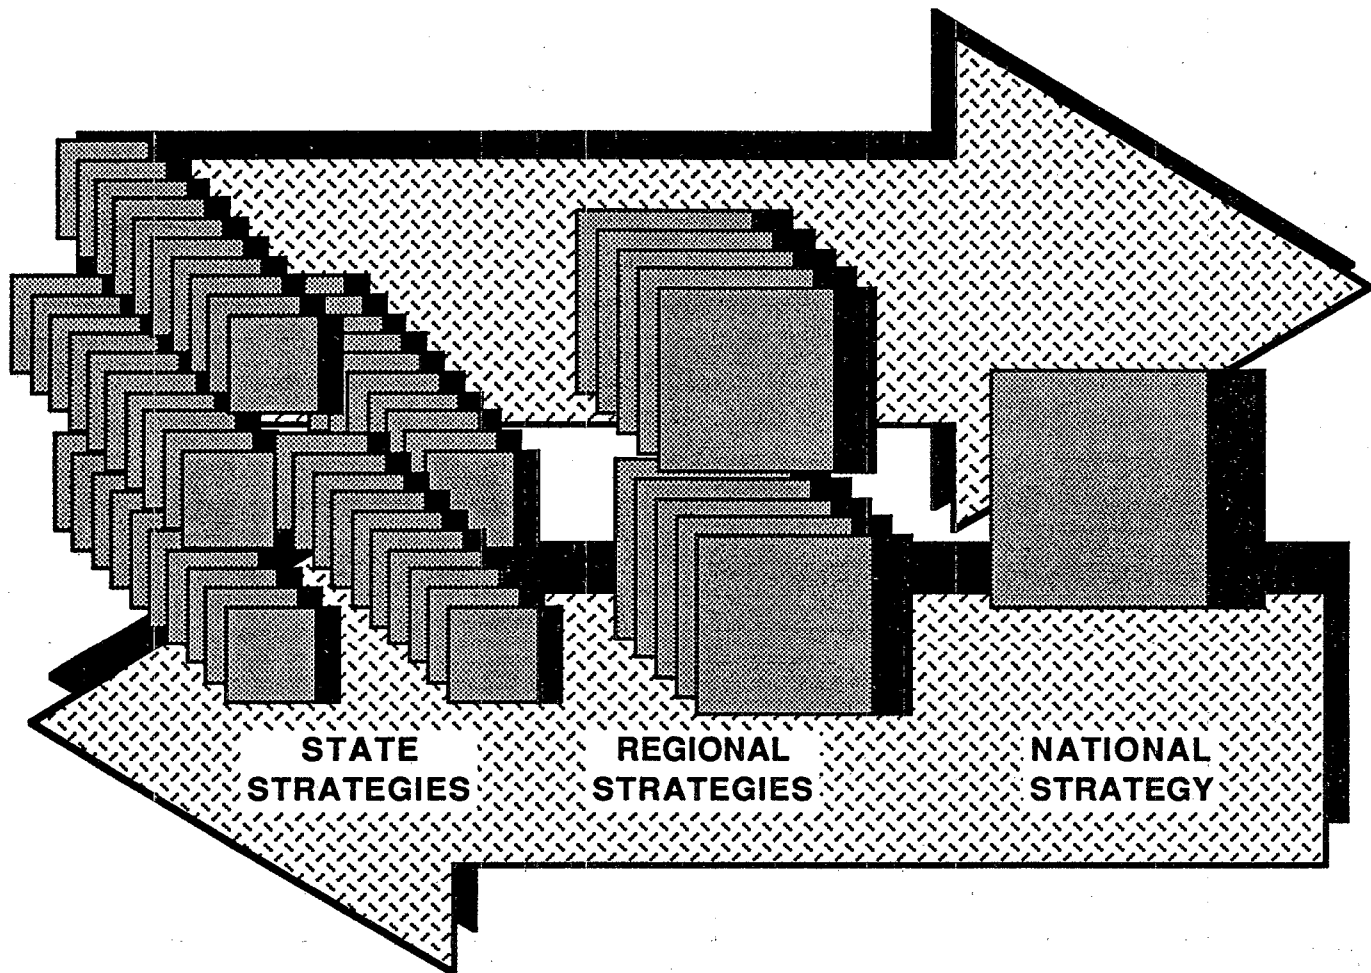 STATE
STRATEGIES
REGIONAL
STRATEGIES
NATIONAL
STRATEGY